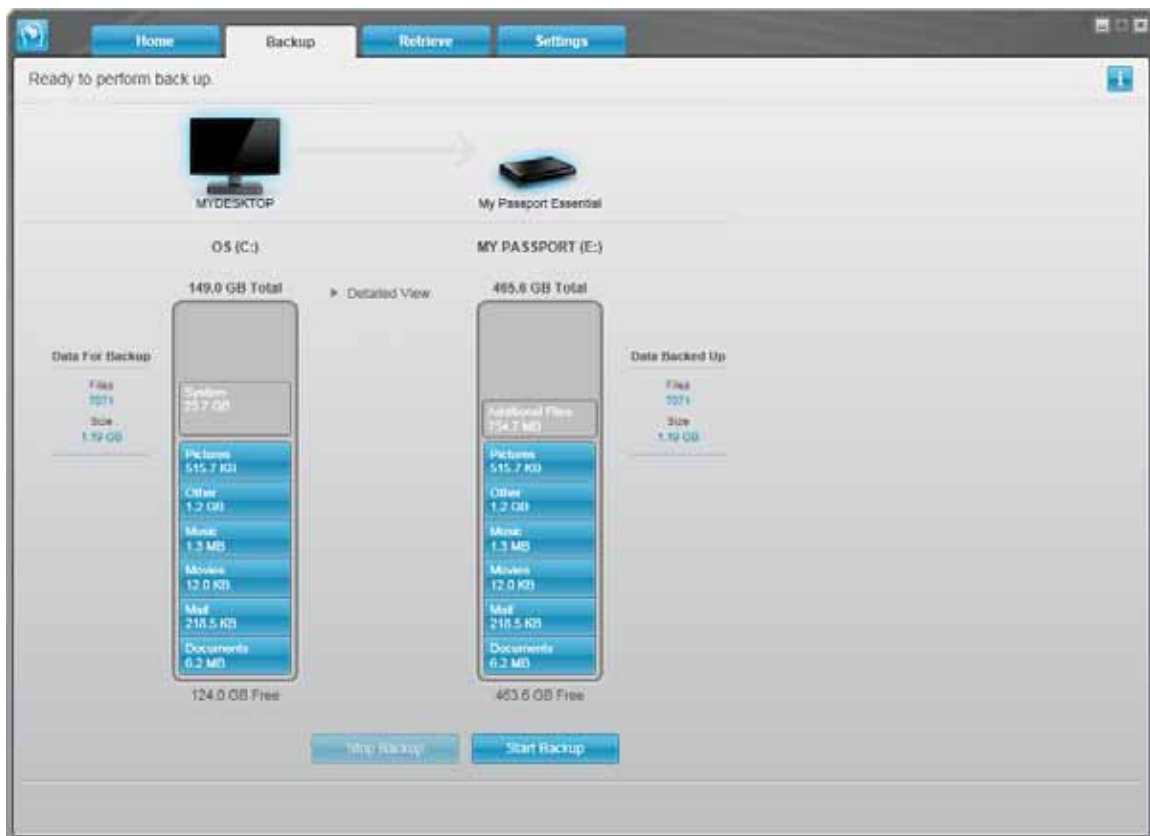 Home
Backup
Retrieve
Settings
Ready to perform back up.
MYDESKTOP
My Passport Essential
OS (C:)
MY PASSPORT (E:)
149.0 GB Total
Detailed View
465.6 GB Total
Data For Backup
Files
7071
Size
1.19 GB
System
25.7 GB
Pictures
515.7 KB
Other
1.2 GB
Music
1.3 MB
Movies
12.0 KB
Mail
218.5 KB
Documents
6.2 MB
124.0 GB Free
Additional Files
754.7 MB
Pictures
515.7 KB
Other
1.2 GB
Music
1.3 MB
Movies
12.0 KB
Mail
218.5 KB
Documents
6.2 MB
463.6 GB Free
Data Backed Up
Files
7071
Size
1.19 GB
Stop Backup
Start Backup